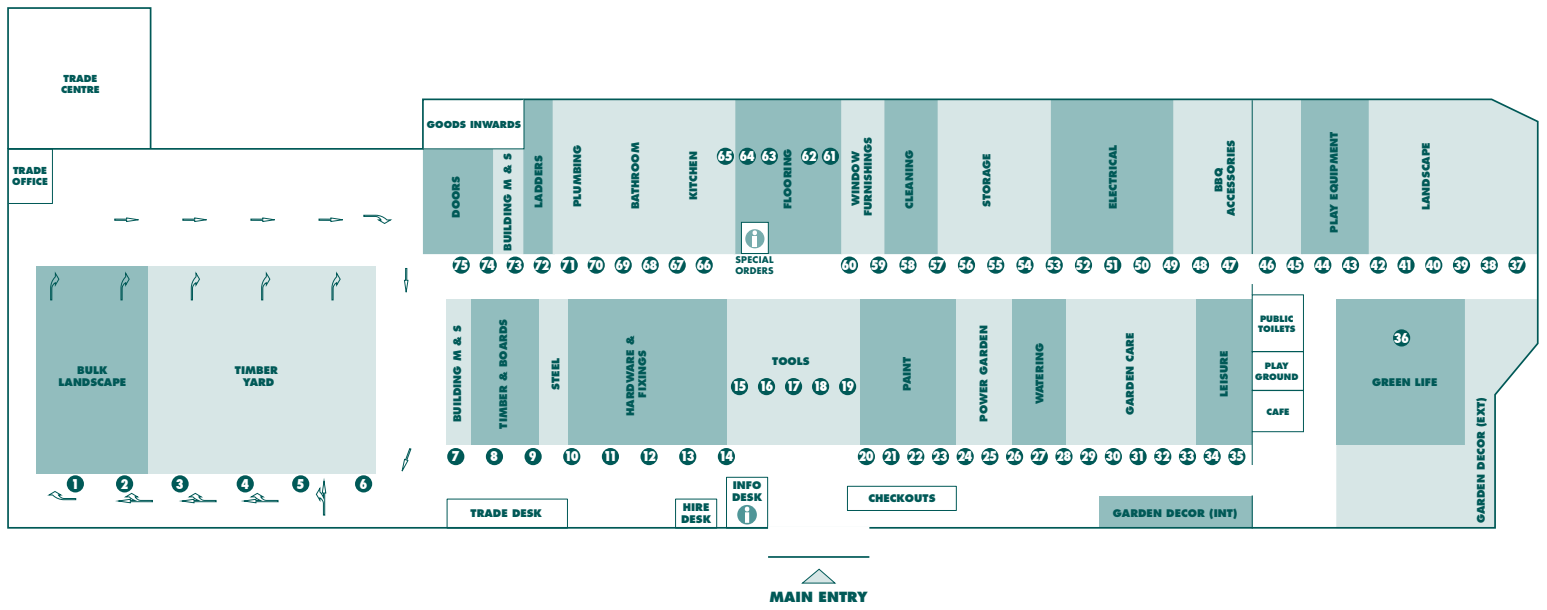 TRADE
CENTRE
GOODS INWARDS
TRADE
OFFICE
DOORS
BUILDING M & S
LADDERS
PLUMBING
BATHROOM
KITCHEN
65 64 63 62 61
FLOORING
WINDOW
FURNISHINGS
CLEANING
STORAGE
ELECTRICAL
BBQ
ACCESSORIES
PLAY EQUIPMENT
LANDSCAPE
i
SPECIAL
ORDERS
75 74 73 72 71 70 69 68 67 66
60 59 58 57 56 55 54 53 52 51 50 49 48 47 46 45 44 43 42 41 40 39 38 37
BULK
LANDSCAPE
TIMBER
YARD
BUILDING M & S
TIMBER & BOARDS
STEEL
HARDWARE &
FIXINGS
TOOLS
15 16 17 18 19
PAINT
POWER GARDEN
WATERING
GARDEN CARE
LEISURE
PUBLIC
TOILETS
PLAY
GROUND
CAFE
36
GREEN LIFE
GARDEN DECOR (EXT)
1 2 3 4 5 6
7 8 9 10 11 12 13 14
20 21 22 23 24 25 26 27 28 29 30 31 32 33 34 35
TRADE DESK
HIRE
DESK
INFO
DESK
i
CHECKOUTS
GARDEN DECOR (INT)
MAIN ENTRY